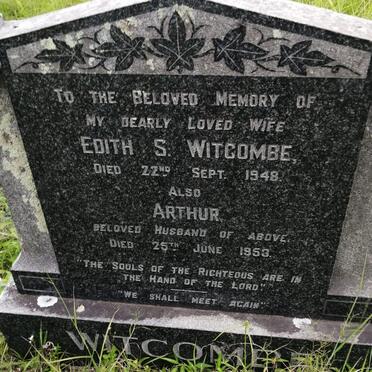 TO THE BELOVED MEMORY OF
MY DEARLY LOVED WIFE
EDITH S. WITCOMBE,
DIED 22ND SEPT. 1948.
ALSO
ARTHUR,
BELOVED HUSBAND OF ABOVE,
DIED 25TH JUNE 1953.
"THE SOULS OF THE RIGHTEOUS ARE IN
THE HAND OF THE LORD"
"WE SHALL MEET AGAIN"
WITCOMBE